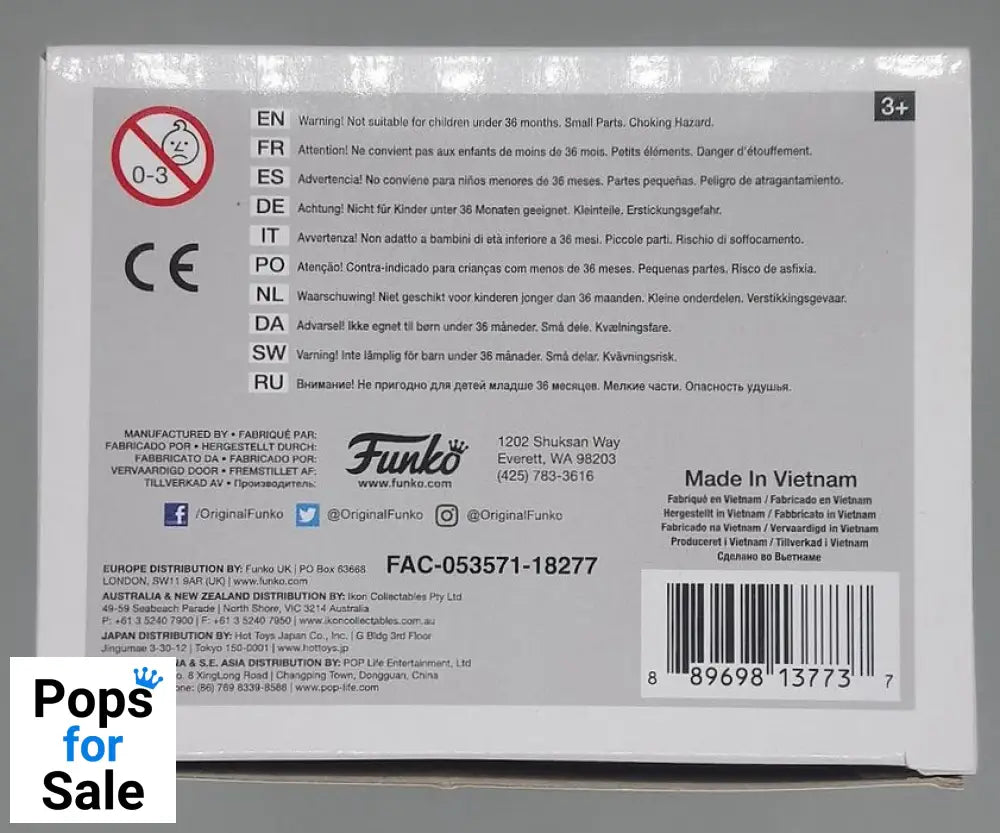 3+
0-3
EN Warning! Not suitable for children under 36 months. Small Parts. Choking Hazard.
FR Attention! Ne convient pas aux enfants de moins de 36 mois. Petits éléments. Danger d'étouffement.
ES Advertencia! No conviene para niños menores de 36 meses. Partes pequeñas. Peligro de atragantamiento.
DE Achtung! Nicht für Kinder unter 36 Monaten geeignet. Kleinteile. Erstickungsgefahr.
IT Avvertenza! Non adatto a bambini di età inferiore a 36 mesi. Piccole parti. Rischio di soffocamento.
PO Atenção! Contra-indicado para crianças com menos de 36 meses. Pequenas partes. Risco de asfixia.
NL Waarschuwing! Niet geschikt voor kinderen jonger dan 36 maanden. Kleine onderdelen. Verstikkingsgevaar.
DA Advarsel! Ikke egnet til børn under 36 måneder. Små dele. Kvælningsfare.
SW Varning! Inte lämplig för barn under 36 månader. Små delar. Kvävningsrisk.
RU Внимание! Не пригодно для детей младше 36 месяцев. Мелкие части. Опасность удушья.
CE
MANUFACTURED BY • FABRIQUÉ PAR:
FABRICADO POR • HERGESTELLT DURCH:
FABBRICATO DA • FABRICADO POR:
VERVAARDIGD DOOR • FREMSTILLET AF:
TILLVERKAD AV • Производитель:
Funko
www.funko.com
1202 Shuksan Way
Everett, WA 98203
(425) 783-3616
/OriginalFunko @OriginalFunko @OriginalFunko
Made In Vietnam
Fabriqué en Vietnam / Fabricado en Vietnam
Hergestellt in Vietnam / Fabbricato in Vietnam
Fabricado na Vietnam / Vervaardigd in Vietnam
Produceret i Vietnam / Tillverkad i Vietnam
Сделано во Вьетнаме
FAC-053571-18277
EUROPE DISTRIBUTION BY: Funko UK | PO Box 63668
LONDON, SW11 9AR (UK) | www.funko.com
AUSTRALIA & NEW ZEALAND DISTRIBUTION BY: Ikon Collectables Pty Ltd
49-59 Seabeach Parade | North Shore, VIC 3214 Australia
P: +61 3 5240 7900 | F: +61 3 5240 7950 | www.ikoncollectables.com.au
JAPAN DISTRIBUTION BY: Hot Toys Japan Co., Inc. | G Bldg 3rd Floor
Jingumae 3-30-12 | Tokyo 150-0001 | www.hottoys.jp
& S.E. ASIA DISTRIBUTION BY: POP Life Entertainment, Ltd
8 XingLong Road | Changping Town, Dongguan, China
(86) 769 8339-8588 | www.pop-life.com
8 89698 13773 7
Pops
for
Sale